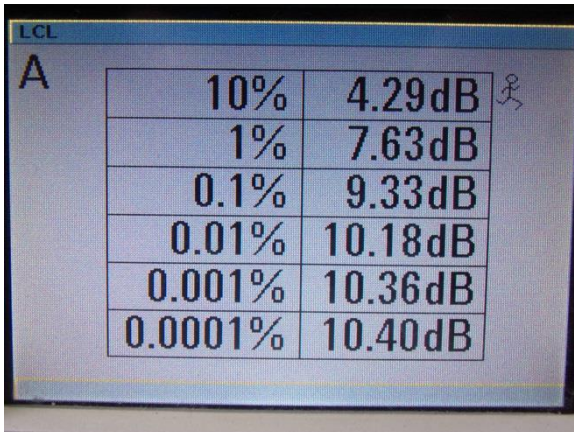 LCL
A
10% 4.29dB
1% 7.63dB
0.1% 9.33dB
0.01% 10.18dB
0.001% 10.36dB
0.0001% 10.40dB